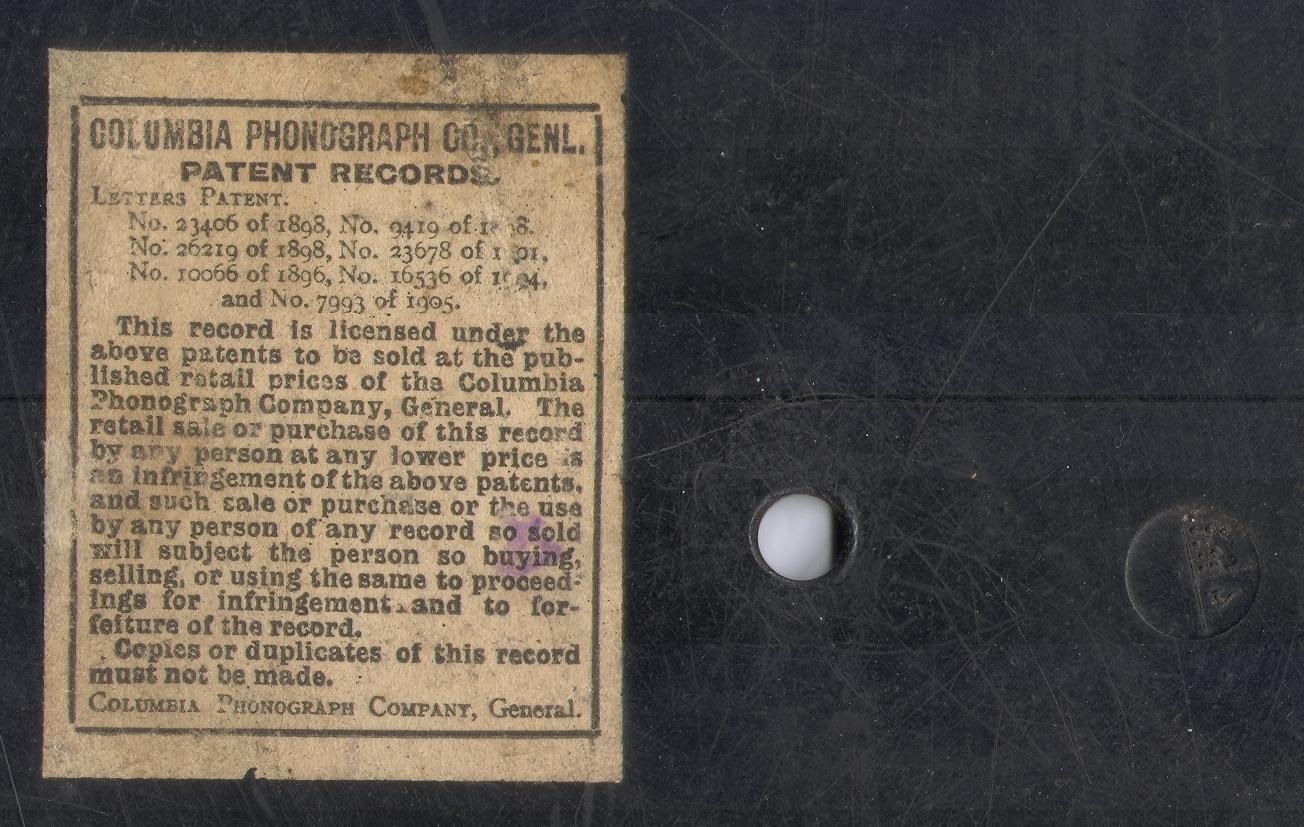 COLUMBIA PHONOGRAPH CO., GENL.
PATENT RECORDS.
LETTERS PATENT.
No. 23406 of 1898, No. 9419 of
No. 26219 of 1898, No. 23678 of
No. 10066 of 1896, No. 16536 of
and No. 7993 of 1905.
This record is licensed under the
above patents to be sold at the pub-
lished retail prices of the Columbia
Phonograph Company, General. The
retail sale or purchase of this record
by any person at any lower price is
an infringement of the above patents,
and such sale or purchase or the use
by any person of any record so sold
will subject the person so buying,
selling, or using the same to proceed-
ings for infringement and to for-
feiture of the record.
Copies or duplicates of this record
must not be made.
COLUMBIA PHONOGRAPH COMPANY, General.